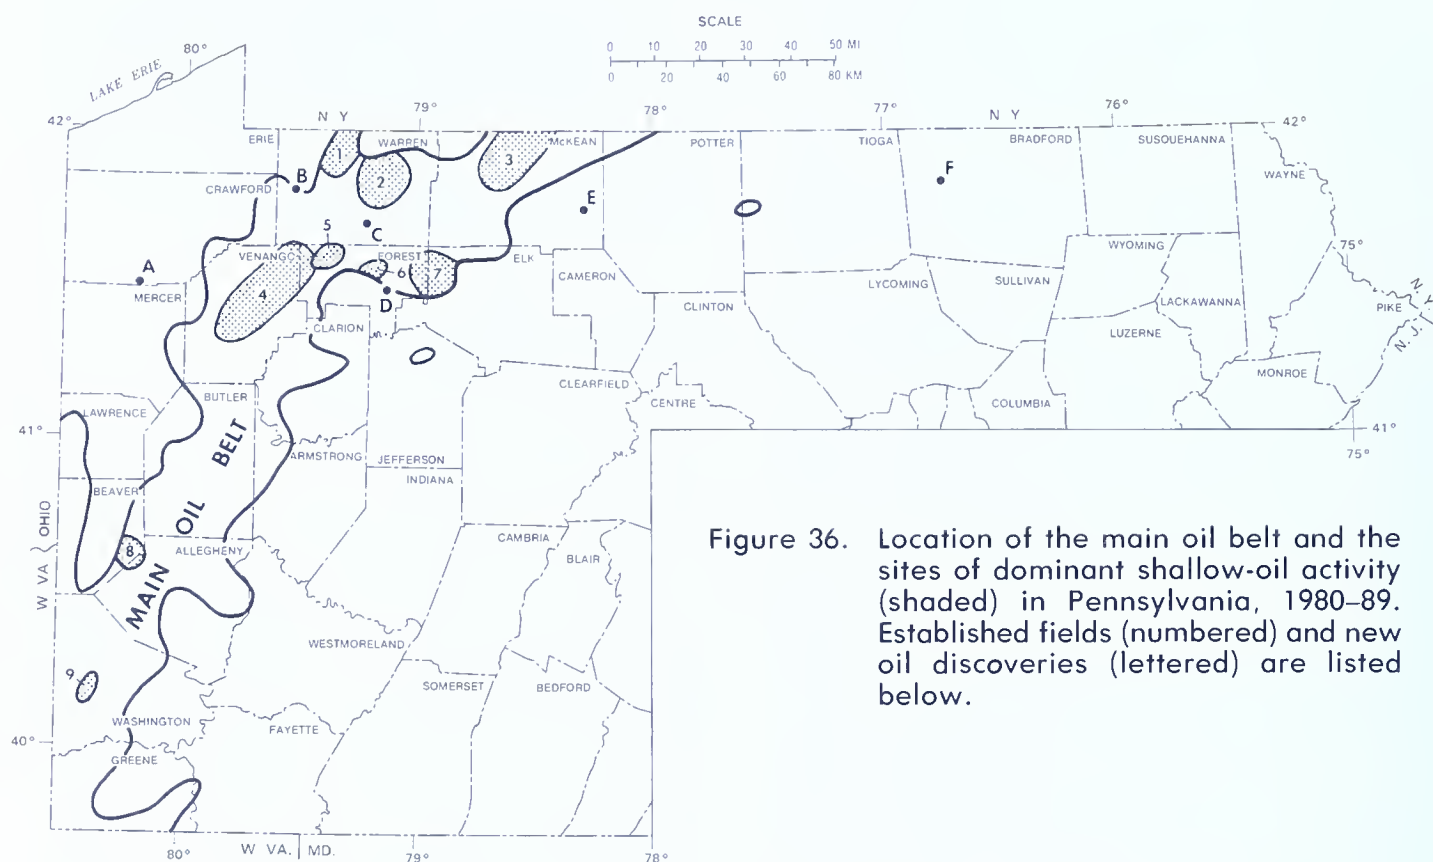 SCALE
0 10 20 30 40 50 MI
0 20 40 60 80 KM
LAKE ERIE
80°
79°
78°
77°
76°
42°
N Y
N Y
42°
ERIE
WARREN
McKEAN
POTTER
TIOGA
BRADFORD
SUSQUEHANNA
1
2
3
CRAWFORD
B
E
F
WAYNE
5
C
VENANGO
FOREST
ELK
WYOMING
75°
A
4
6
7
D
CAMERON
MERCER
CLARION
CLINTON
LYCOMING
SULLIVAN
LACKAWANNA
PIKE
N. Y.
N. J.
LUZERNE
MONROE
BUTLER
CLEARFIELD
CENTRE
COLUMBIA
LAWRENCE
41°
41°
75°
ARMSTRONG
JEFFERSON
INDIANA
BEAVER
MAIN OIL BELT
8
ALLEGHENY
CAMBRIA
BLAIR
W VA
OHIO
WESTMORELAND
9
SOMERSET
BEDFORD
WASHINGTON
FAYETTE
40°
GREENE
80°
W VA.
MD.
79°
78°
Figure 36. Location of the main oil belt and the
sites of dominant shallow-oil activity
(shaded) in Pennsylvania, 1980–89.
Established fields (numbered) and new
oil discoveries (lettered) are listed
below.